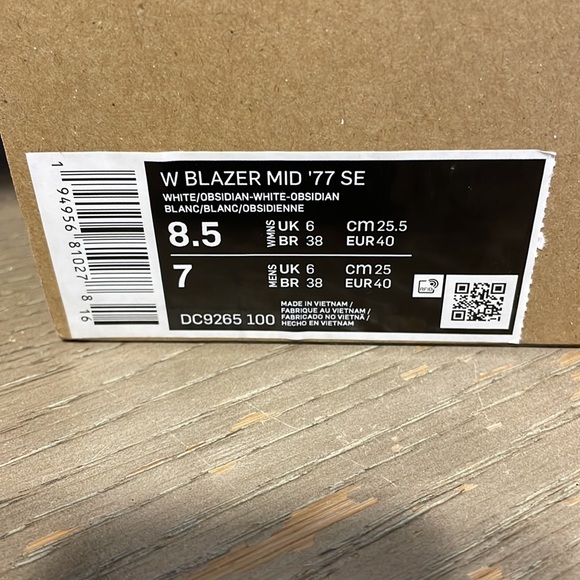 W BLAZER MID '77 SE
WHITE/OBSIDIAN-WHITE-OBSIDIAN
BLANC/BLANC/OBSIDIENNE
8.5 WMNS UK 6 CM 25.5
BR 38 EUR 40
7 MENS UK 6 CM 25
BR 38 EUR 40
DC9265 100
MADE IN VIETNAM /
FABRIQUE AU VIETNAM /
FABRICADO NO VIETNÃ /
HECHO EN VIETNAM
RFID
1 94956 81027 8 16